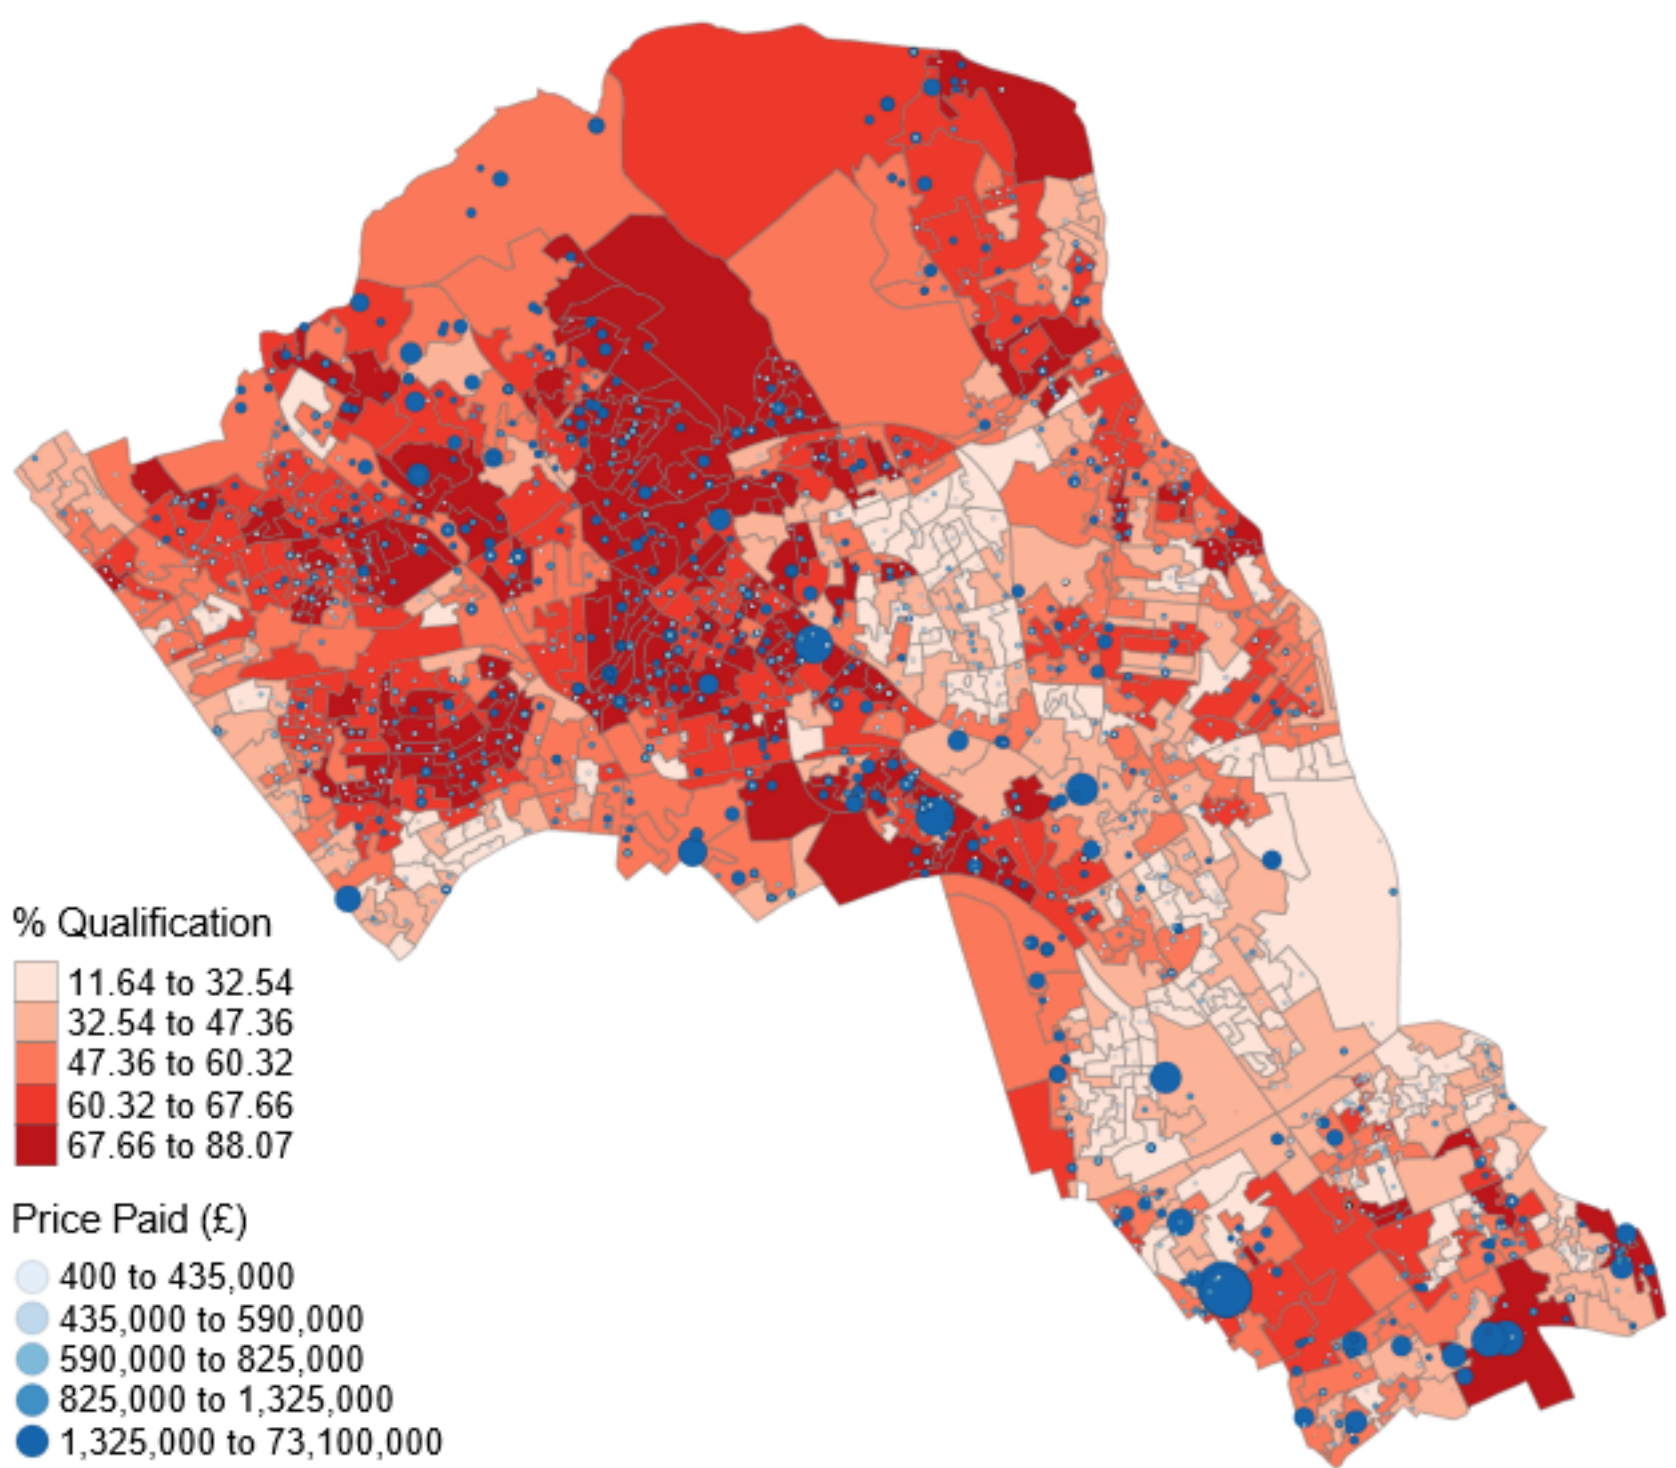 % Qualification
11.64 to 32.54
32.54 to 47.36
47.36 to 60.32
60.32 to 67.66
67.66 to 88.07
Price Paid (£)
400 to 435,000
435,000 to 590,000
590,000 to 825,000
825,000 to 1,325,000
1,325,000 to 73,100,000